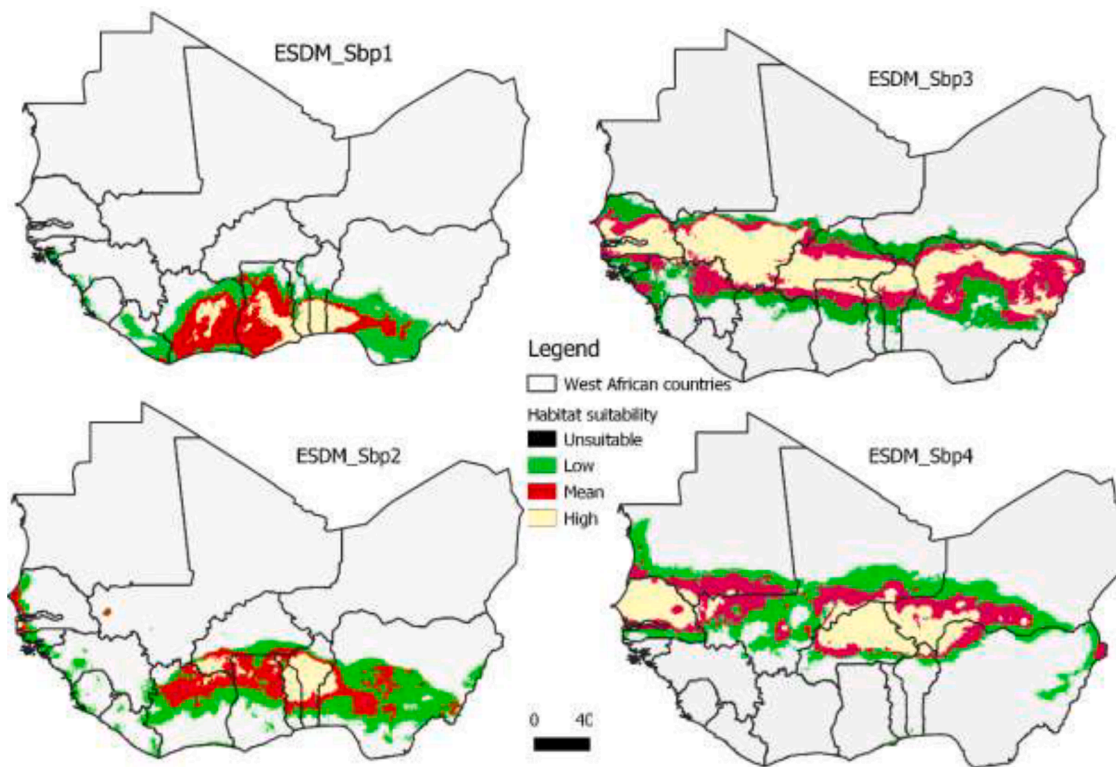 ESDM_Sbp1
ESDM_Sbp3
Legend
West African countries
Habitat suitability
Unsuitable
Low
Mean
High
ESDM_Sbp2
ESDM_Sbp4
0 40